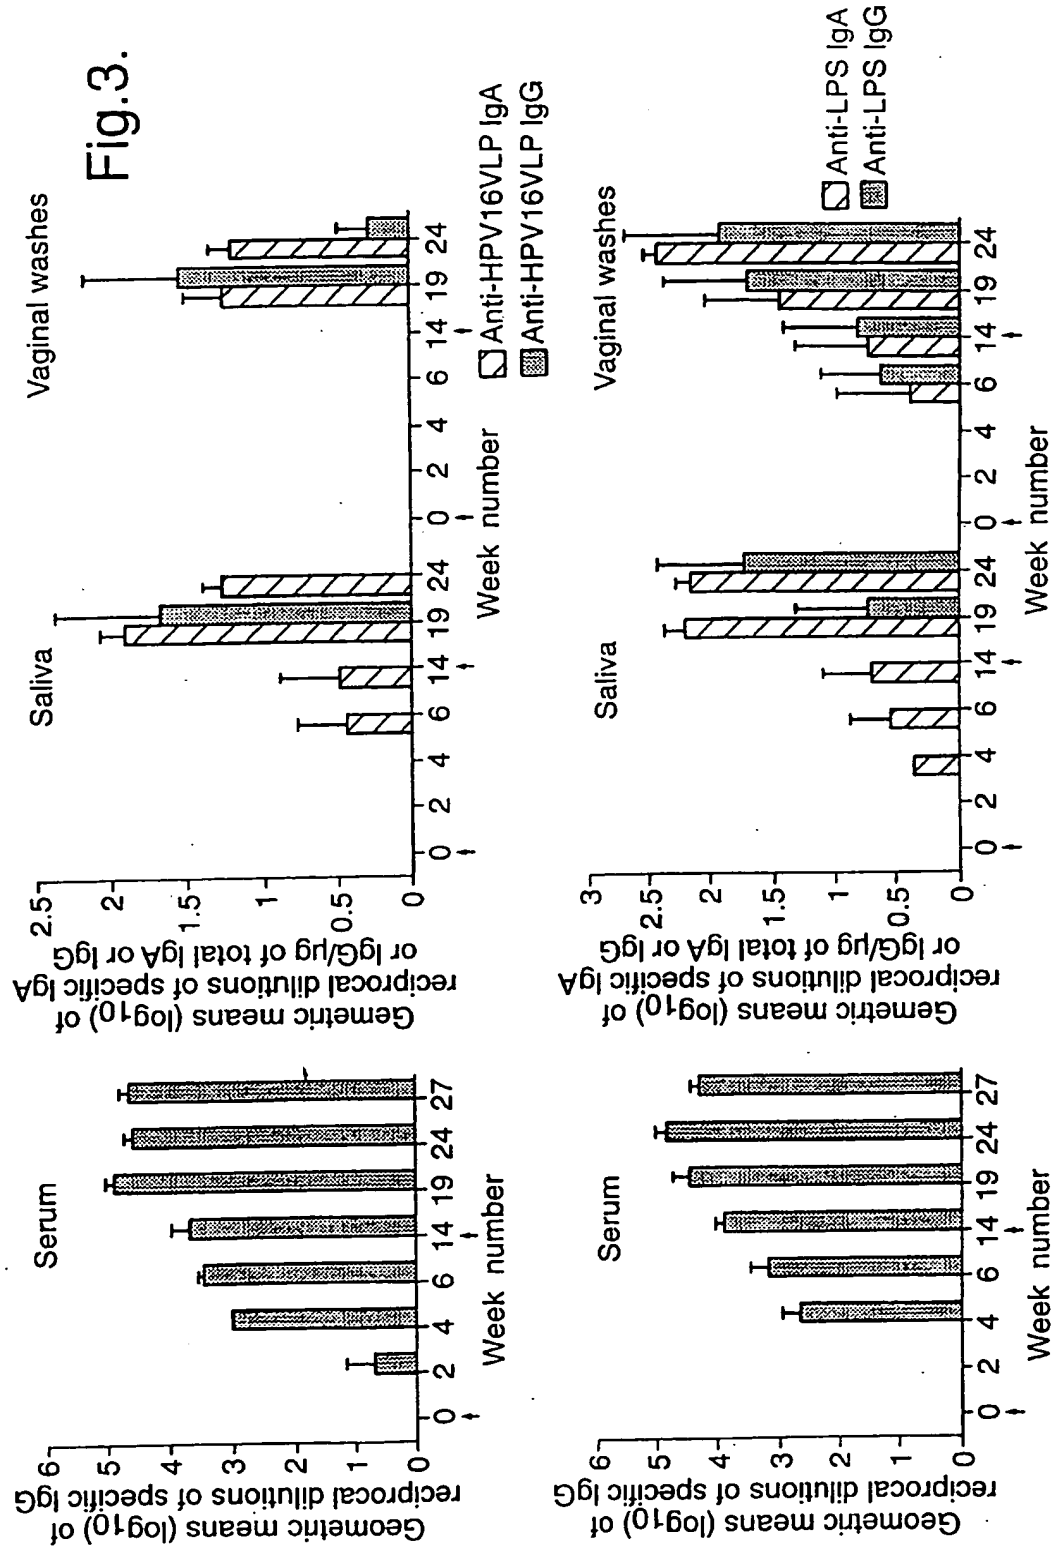 Fig.3.
Serum
Geometric means (log10) of
reciprocal dilutions of specific IgG
6
5
4
3
2
1
0
0 2 4 6 14 19 24 27
Week number
Saliva
Vaginal washes
Gemetric means (log10) of
reciprocal dilutions of specific IgA
or IgG/µg of total IgA or IgG
2.5
2
1.5
1
0.5
0
0 2 4 6 14 19 24
0 2 4 6 14 19 24
Week number
Anti-HPV16VLP IgA
Anti-HPV16VLP IgG
Serum
Geometric means (log10) of
reciprocal dilutions of specific IgG
6
5
4
3
2
1
0
0 2 4 6 14 19 24 27
Week number
Saliva
Vaginal washes
Gemetric means (log10) of
reciprocal dilutions of specific IgA
or IgG/µg of total IgA or IgG
3
2.5
2
1.5
1
0.5
0
0 2 4 6 14 19 24
0 2 4 6 14 19 24
Week number
Anti-LPS IgA
Anti-LPS IgG